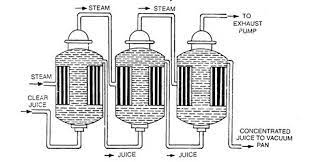 STEAM
STEAM
TO
EXHAUST
PUMP
STEAM
CLEAR
JUICE
JUICE
JUICE
CONCENTRATED
JUICE TO VACUUM
PAN